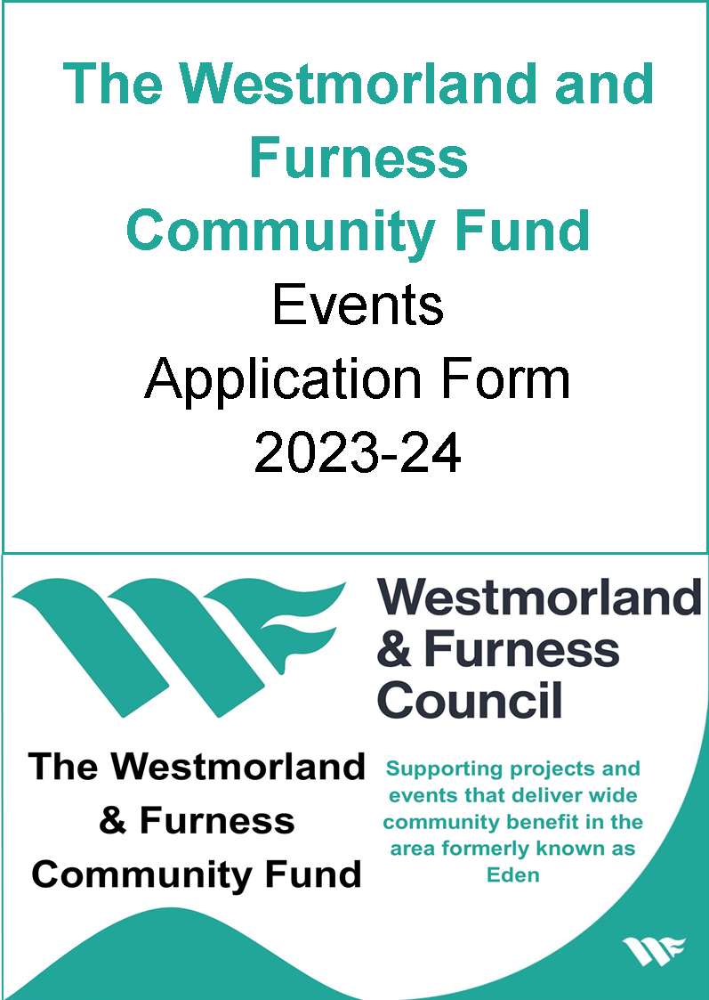 The Westmorland and
Furness
Community Fund
Events
Application Form
2023-24
Westmorland
& Furness
Council
The Westmorland
& Furness
Community Fund
Supporting projects and
events that deliver wide
community benefit in the
area formerly known as
Eden